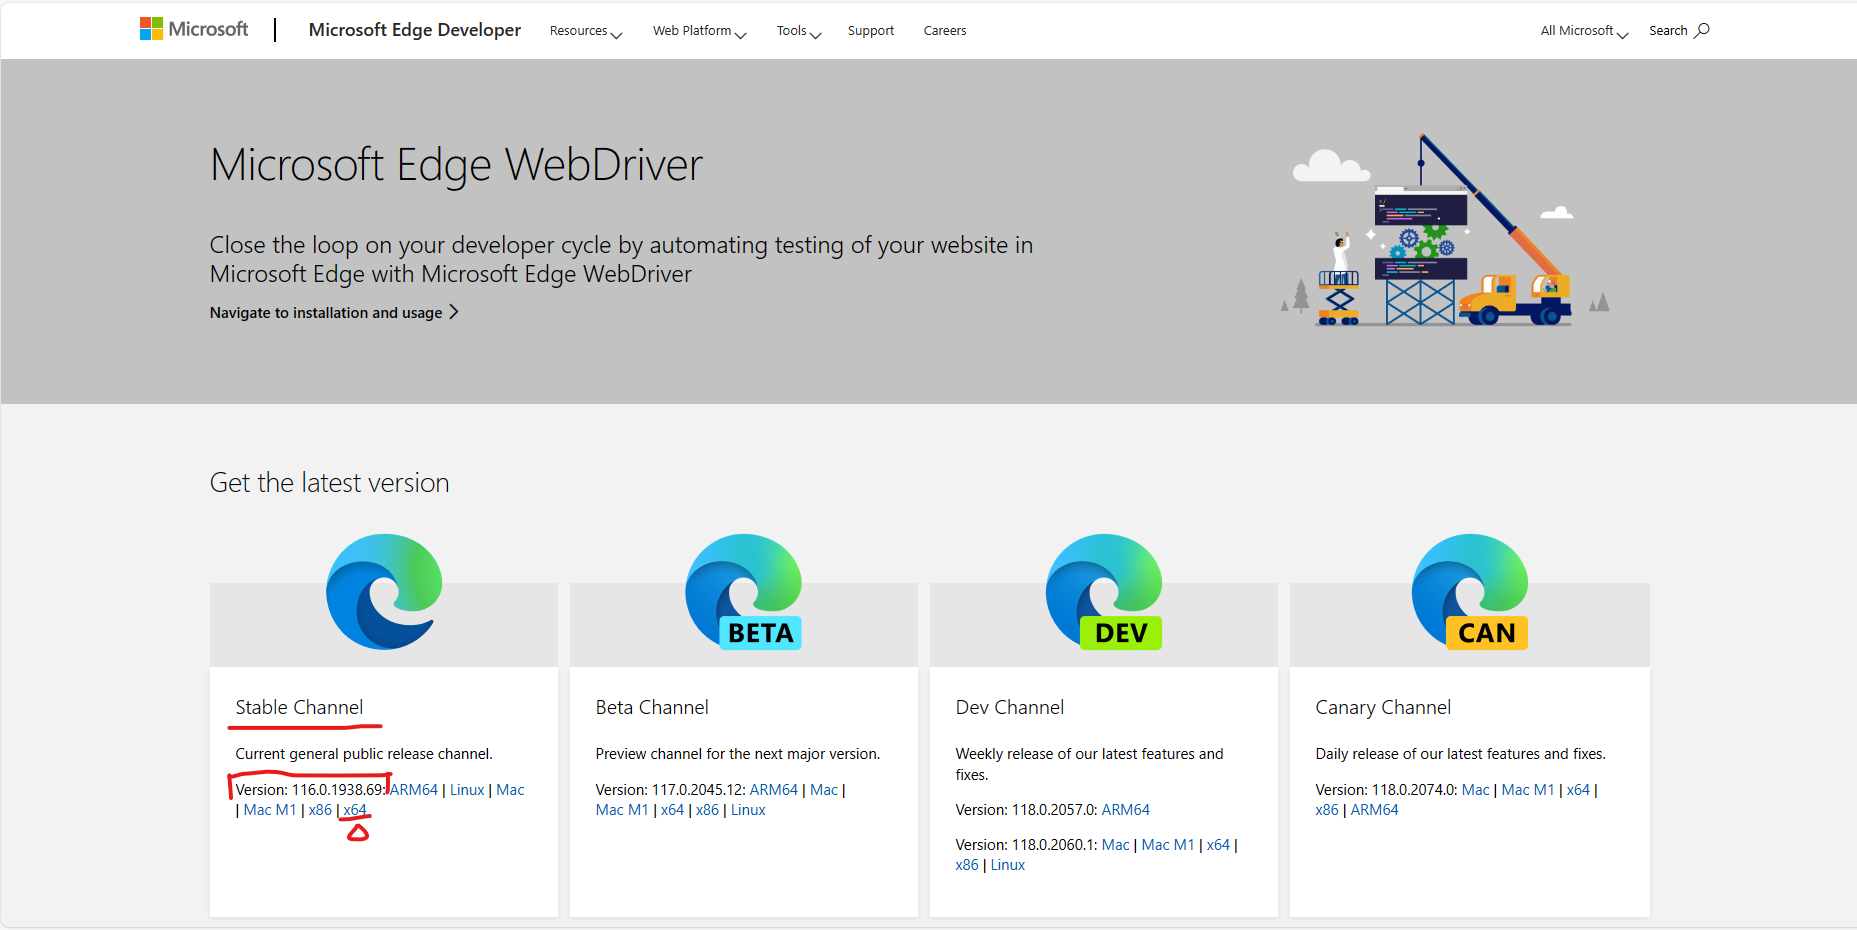 Microsoft
Microsoft Edge Developer
Resources
Web Platform
Tools
Support
Careers
All Microsoft
Search
Microsoft Edge WebDriver
Close the loop on your developer cycle by automating testing of your website in
Microsoft Edge with Microsoft Edge WebDriver
Navigate to installation and usage
Get the latest version
Stable Channel
Current general public release channel.
Version: 116.0.1938.69: ARM64 | Linux | Mac
| Mac M1 | x86 | x64
BETA
Beta Channel
Preview channel for the next major version.
Version: 117.0.2045.12: ARM64 | Mac |
Mac M1 | x64 | x86 | Linux
DEV
Dev Channel
Weekly release of our latest features and
fixes.
Version: 118.0.2057.0: ARM64
Version: 118.0.2060.1: Mac | Mac M1 | x64 |
x86 | Linux
CAN
Canary Channel
Daily release of our latest features and fixes.
Version: 118.0.2074.0: Mac | Mac M1 | x64 |
x86 | ARM64